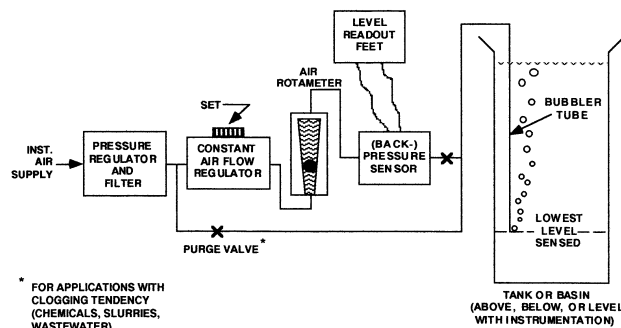 LEVEL
READOUT
FEET
AIR
ROTAMETER
SET
INST.
AIR
SUPPLY
PRESSURE
REGULATOR
AND
FILTER
CONSTANT
AIR FLOW
REGULATOR
(BACK-)
PRESSURE
SENSOR
BUBBLER
TUBE
LOWEST
LEVEL
SENSED
PURGE VALVE *
* FOR APPLICATIONS WITH
CLOGGING TENDENCY
(CHEMICALS, SLURRIES,
WASTEWATER)
TANK OR BASIN
(ABOVE, BELOW, OR LEVEL
WITH INSTRUMENTATION)